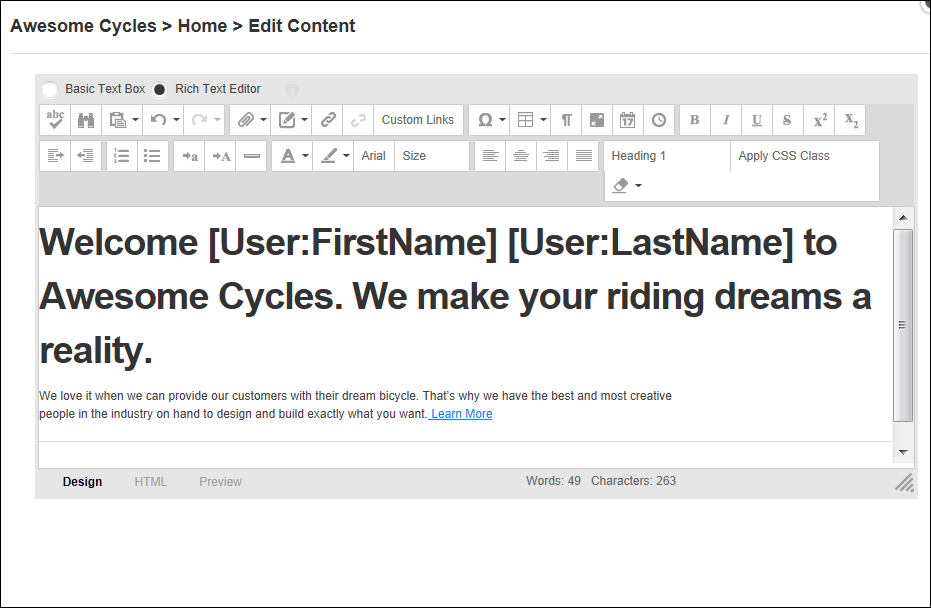 Awesome Cycles > Home > Edit Content
Basic Text Box Rich Text Editor
abc Custom Links Ω ¶ 17 B I U S x² X₂
123 a A A Arial Size Heading 1 Apply CSS Class
Welcome [User:FirstName] [User:LastName] to
Awesome Cycles. We make your riding dreams a
reality.
We love it when we can provide our customers with their dream bicycle. That's why we have the best and most creative
people in the industry on hand to design and build exactly what you want. Learn More
Design HTML Preview Words: 49 Characters: 263